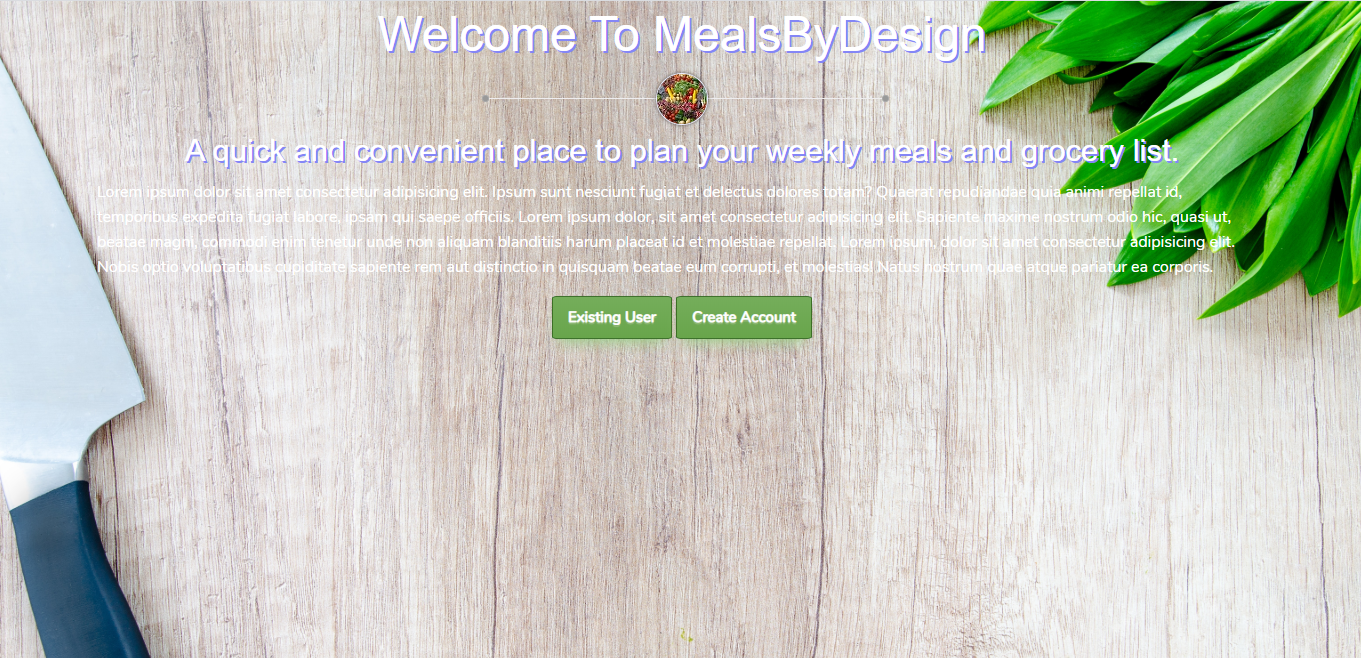 Welcome To MealsByDesign
A quick and convenient place to plan your weekly meals and grocery list.
Lorem ipsum dolor sit amet consectetur adipisicing elit. Ipsum sunt nesciunt fugiat et delectus dolores totam? Quaerat repudiandae quia animi repellat id,
temporibus expedita fugiat labore, ipsam qui saepe officiis. Lorem ipsum dolor, sit amet consectetur adipisicing elit. Sapiente maxime nostrum odio hic, quasi ut,
beatae magni, commodi enim tenetur unde non aliquam blanditiis harum placeat id et molestiae repellat. Lorem ipsum, dolor sit amet consectetur adipisicing elit.
Nobis optio voluptatibus cupiditate sapiente rem aut distinctio in quisquam beatae eum corrupti, et molestias! Natus nostrum quae atque pariatur ea corporis.
Existing User Create Account